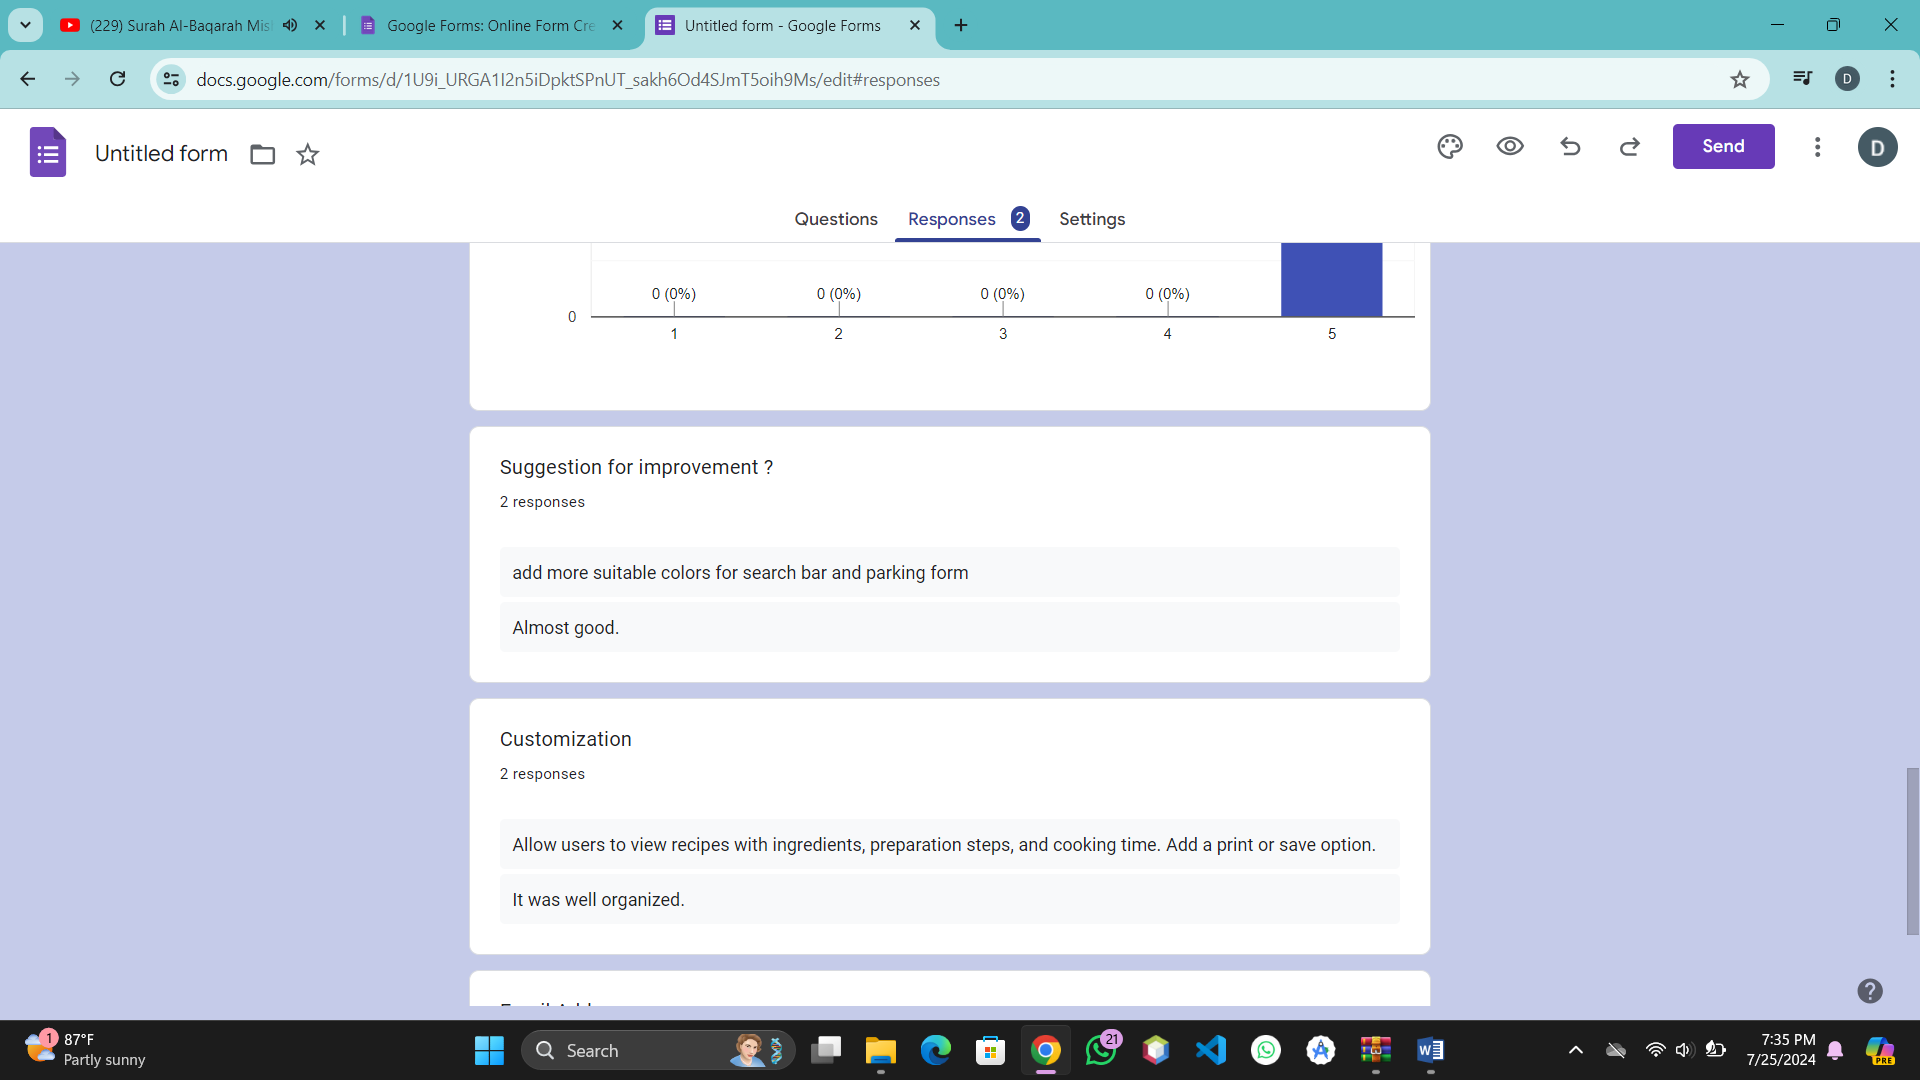 (229) Surah Al-Baqarah Mis
Google Forms: Online Form Cre
Untitled form - Google Forms
docs.google.com/forms/d/1U9i_URGA1I2n5iDpktSPnUT_sakh6Od4SJmT5oih9Ms/edit#responses
D
Untitled form
Send
D
Questions
Responses 2
Settings
0 (0%) 0 (0%) 0 (0%) 0 (0%)
0
1 2 3 4 5
Suggestion for improvement ?
2 responses
add more suitable colors for search bar and parking form
Almost good.
Customization
2 responses
Allow users to view recipes with ingredients, preparation steps, and cooking time. Add a print or save option.
It was well organized.
1
87°F
Partly sunny
Search
21
7:35 PM
7/25/2024
PRE